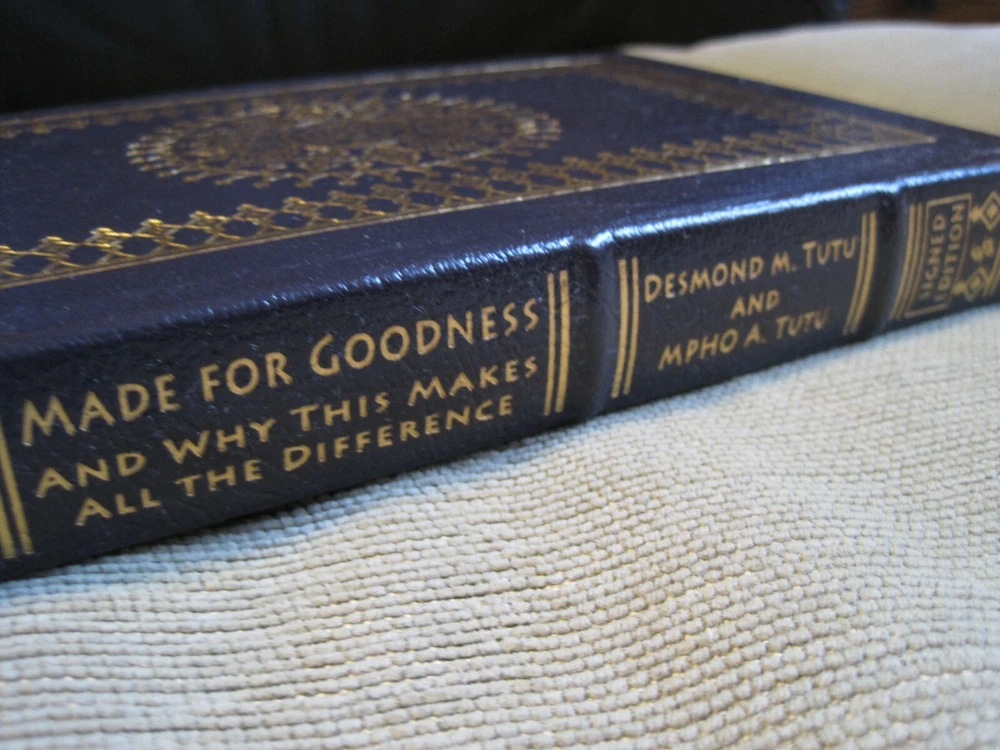 MADE FOR GOODNESS
AND WHY THIS MAKES
ALL THE DIFFERENCE
DESMOND M. TUTU
AND
MPHO A. TUTU
SIGNED
EDITION